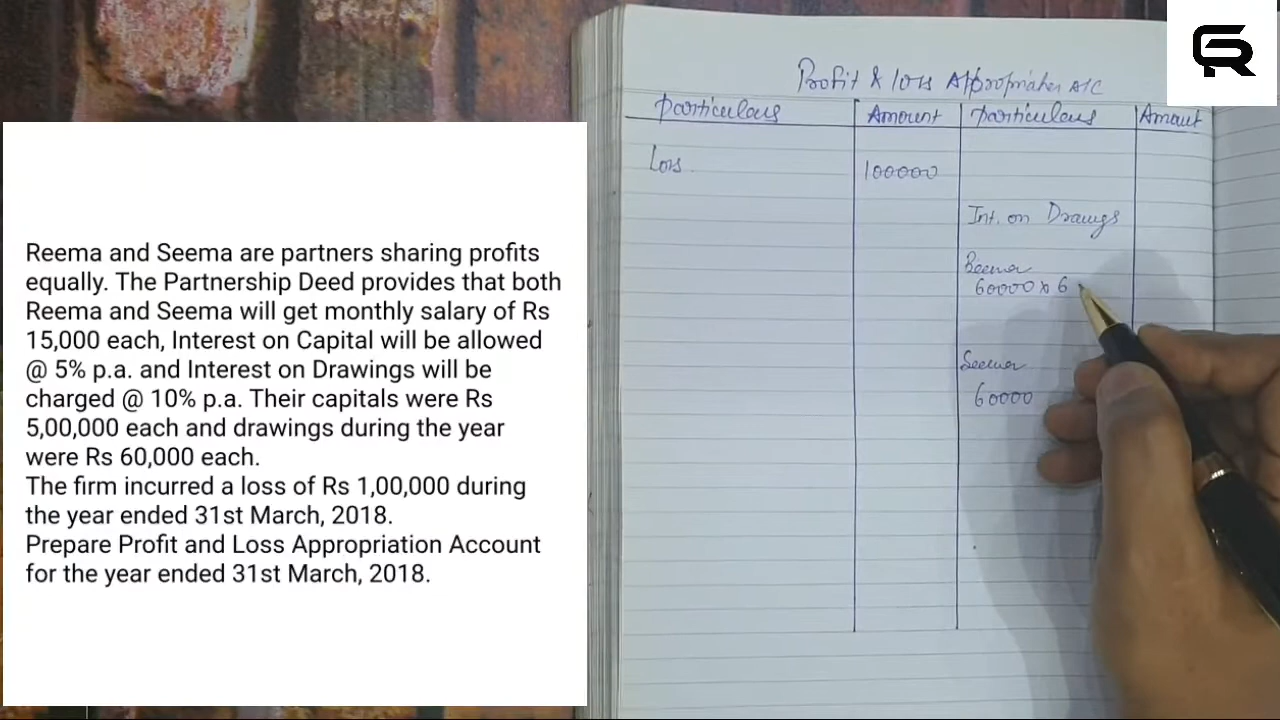 Reema and Seema are partners sharing profits
equally. The Partnership Deed provides that both
Reema and Seema will get monthly salary of Rs
15,000 each, Interest on Capital will be allowed
@ 5% p.a. and Interest on Drawings will be
charged @ 10% p.a. Their capitals were Rs
5,00,000 each and drawings during the year
were Rs 60,000 each.
The firm incurred a loss of Rs 1,00,000 during
the year ended 31st March, 2018.
Prepare Profit and Loss Appropriation Account
for the year ended 31st March, 2018.
Profit & loss Appropriation A/C
particulars Amount particulars Amount
Loss 100000
Int. on Drawings
Reema
60000 x 6
Seema
60000
GR